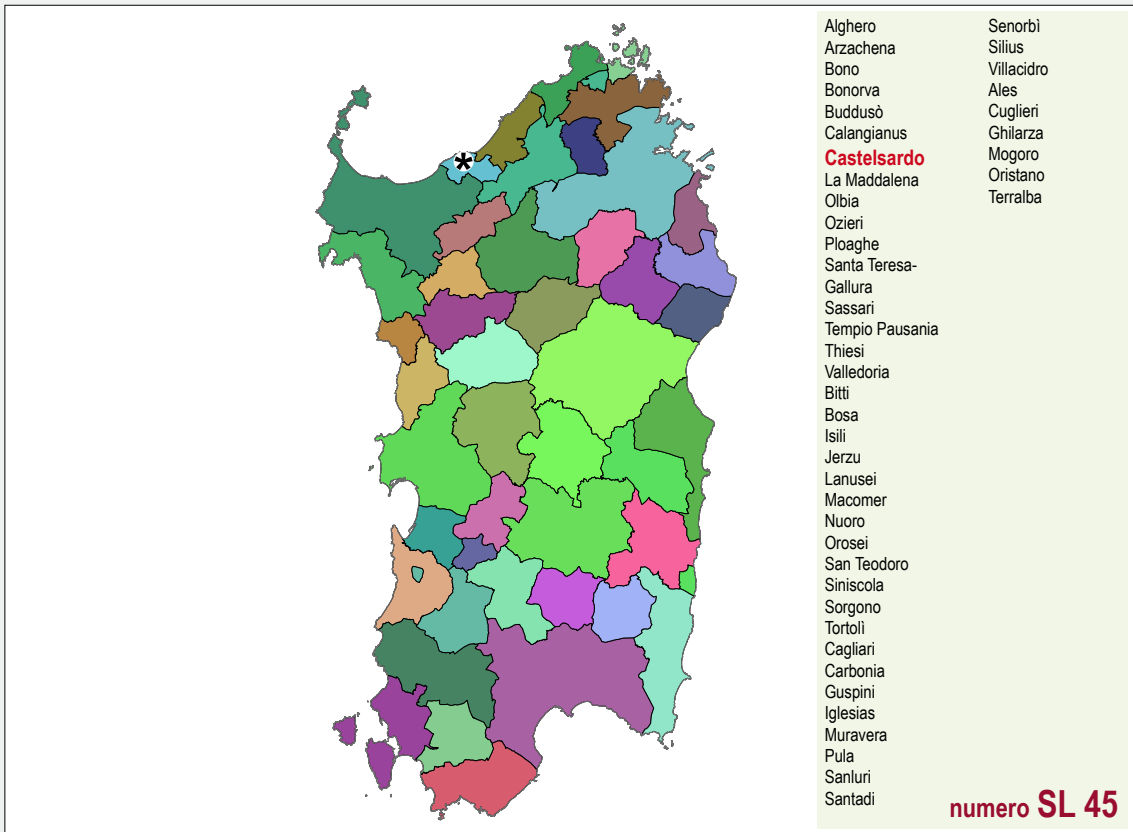 Alghero
Arzachena
Bono
Bonorva
Buddusò
Calangianus
Castelsardo
La Maddalena
Olbia
Ozieri
Ploaghe
Santa Teresa-
Gallura
Sassari
Tempio Pausania
Thiesi
Valledoria
Bitti
Bosa
Isili
Jerzu
Lanusei
Macomer
Nuoro
Orosei
San Teodoro
Siniscola
Sorgono
Tortolì
Cagliari
Carbonia
Guspini
Iglesias
Muravera
Pula
Sanluri
Santadi
Senorbì
Silius
Villacidro
Ales
Cuglieri
Ghilarza
Mogoro
Oristano
Terralba
*
numero SL 45